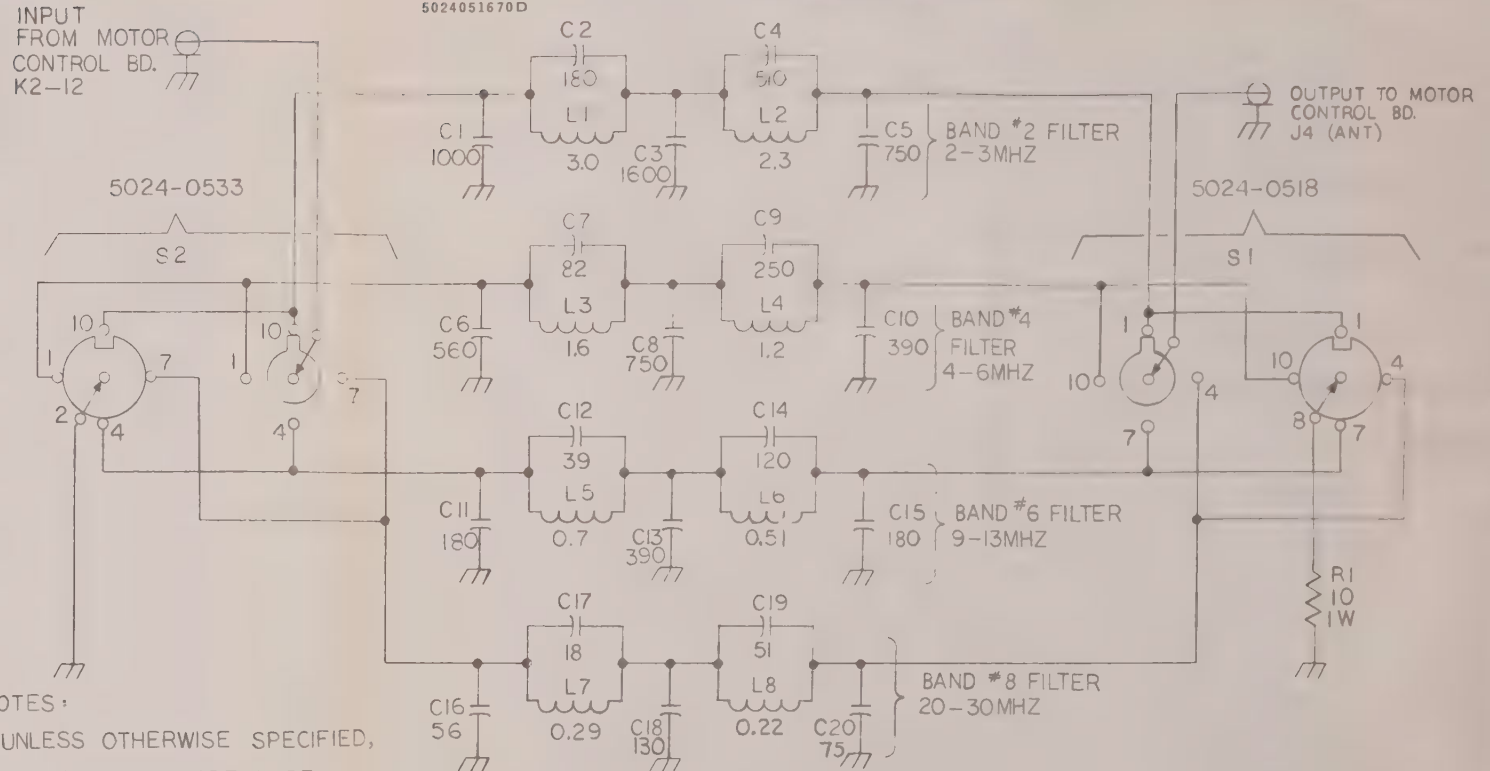 5024051670D
INPUT
FROM MOTOR
CONTROL BD.
K2-12
C2
180
L1
3.0
C4
510
L2
2.3
C1
1000
C3
1600
C5
750
BAND #2 FILTER
2-3MHZ
OUTPUT TO MOTOR
CONTROL BD.
J4 (ANT)
5024-0533
S2
5024-0518
S1
C7
82
L3
1.6
C9
250
L4
1.2
C6
560
C8
750
C10
390
BAND #4
FILTER
4-6MHZ
10
1
7
2
4
10
1
7
4
1
10
4
7
1
10
4
8
7
C12
39
L5
0.7
C14
120
L6
0.51
C11
180
C13
390
C15
180
BAND #6 FILTER
9-13MHZ
C17
18
L7
0.29
C19
51
L8
0.22
C16
56
C18
130
C20
75
BAND #8 FILTER
20-30MHZ
R1
10
1W
OTES:
UNLESS OTHERWISE SPECIFIED,